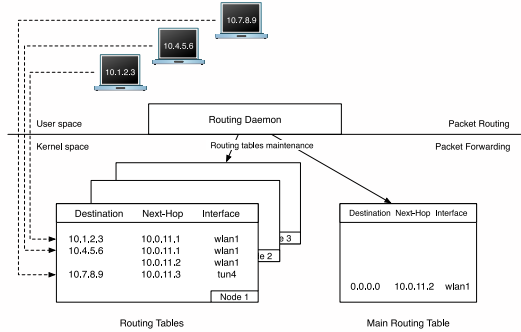 10.7.8.9
10.4.5.6
10.1.2.3
User space
Routing Daemon
Packet Routing
Kernel space
Routing tables maintenance
Packet Forwarding
Destination Next-Hop Interface
10.1.2.3 10.0.11.1 wlan1
10.4.5.6 10.0.11.1 wlan1
10.0.11.2 wlan1
10.7.8.9 10.0.11.3 tun4
Node 1
e 2
e 3
Routing Tables
Destination Next-Hop Interface
0.0.0.0 10.0.11.2 wlan1
Main Routing Table